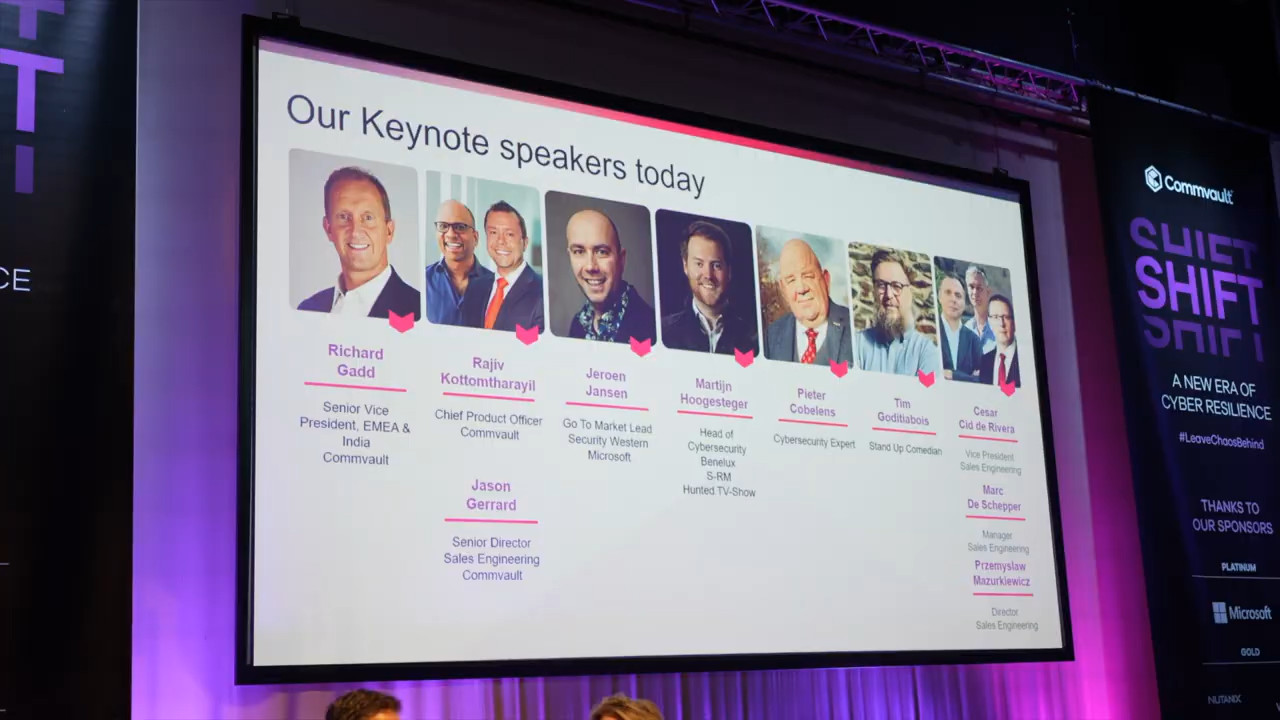 T
CE
Our Keynote speakers today
Richard
Gadd
Senior Vice
President, EMEA &
India
Commvault
Rajiv
Kottomtharayil
Chief Product Officer
Commvault
Jason
Gerrard
Senior Director
Sales Engineering
Commvault
Jeroen
Jansen
Go To Market Lead
Security Western
Microsoft
Martijn
Hoogesteger
Head of
Cybersecurity
Benelux
S-RM
Hunted TV-Show
Pieter
Cobelens
Cybersecurity Expert
Tim
Goditiabois
Stand Up Comedian
Cesar
Cid de Rivera
Vice President
Sales Engineering
Marc
De Schepper
Manager
Sales Engineering
Przemyslaw
Mazurkiewicz
Director
Sales Engineering
Commvault
SHIFT
SHIFT
SHIFT
A NEW ERA OF
CYBER RESILIENCE
#LeaveChaosBehind
THANKS TO
OUR SPONSORS
PLATINUM
Microsoft
GOLD
NUTANIX